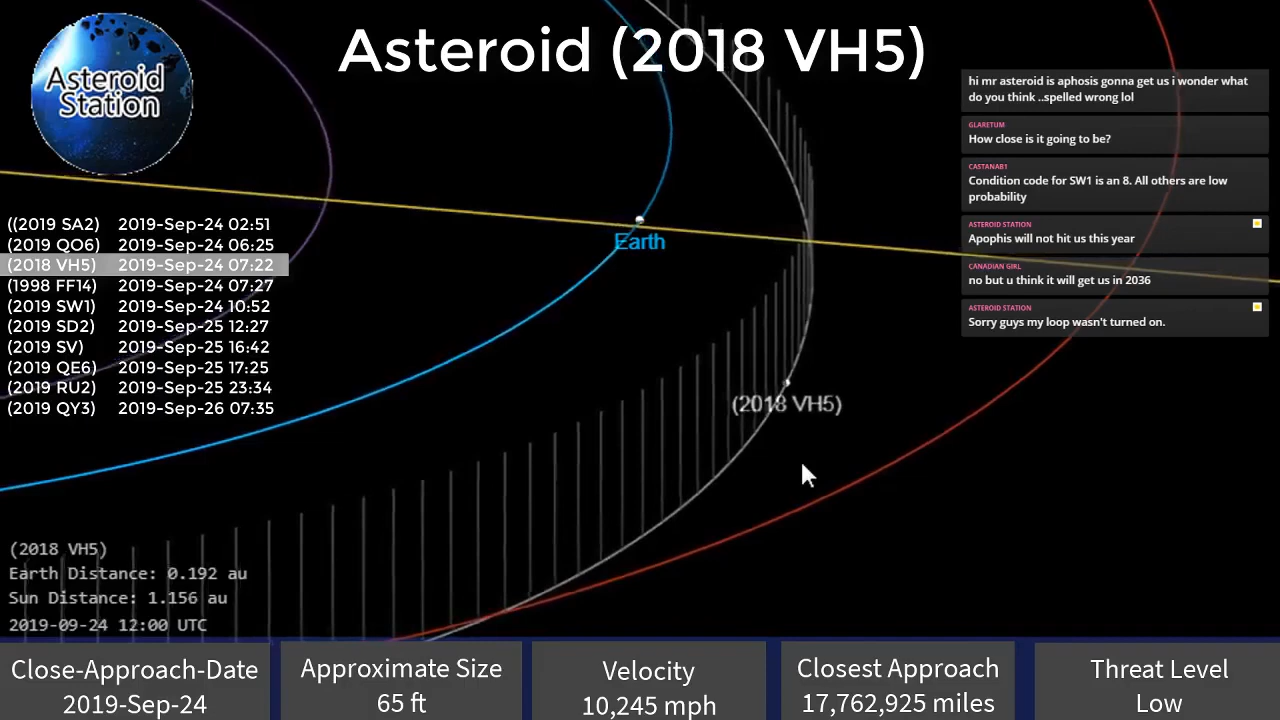 Asteroid (2018 VH5)
Asteroid
Station
hi mr asteroid is aphosis gonna get us i wonder what
do you think ..spelled wrong lol
GLARETUM
How close is it going to be?
CASTANAB1
Condition code for SW1 is an 8. All others are low
probability
ASTEROID STATION
Apophis will not hit us this year
CANADIAN GIRL
no but u think it will get us in 2036
ASTEROID STATION
Sorry guys my loop wasn't turned on.
((2019 SA2) 2019-Sep-24 02:51
(2019 QO6) 2019-Sep-24 06:25
(2018 VH5) 2019-Sep-24 07:22
(1998 FF14) 2019-Sep-24 07:27
(2019 SW1) 2019-Sep-24 10:52
(2019 SD2) 2019-Sep-25 12:27
(2019 SV) 2019-Sep-25 16:42
(2019 QE6) 2019-Sep-25 17:25
(2019 RU2) 2019-Sep-25 23:34
(2019 QY3) 2019-Sep-26 07:35
Earth
(2018 VH5)
(2018 VH5)
Earth Distance: 0.192 au
Sun Distance: 1.156 au
2019-09-24 12:00 UTC
Close-Approach-Date
2019-Sep-24
Approximate Size
65 ft
Velocity
10,245 mph
Closest Approach
17,762,925 miles
Threat Level
Low